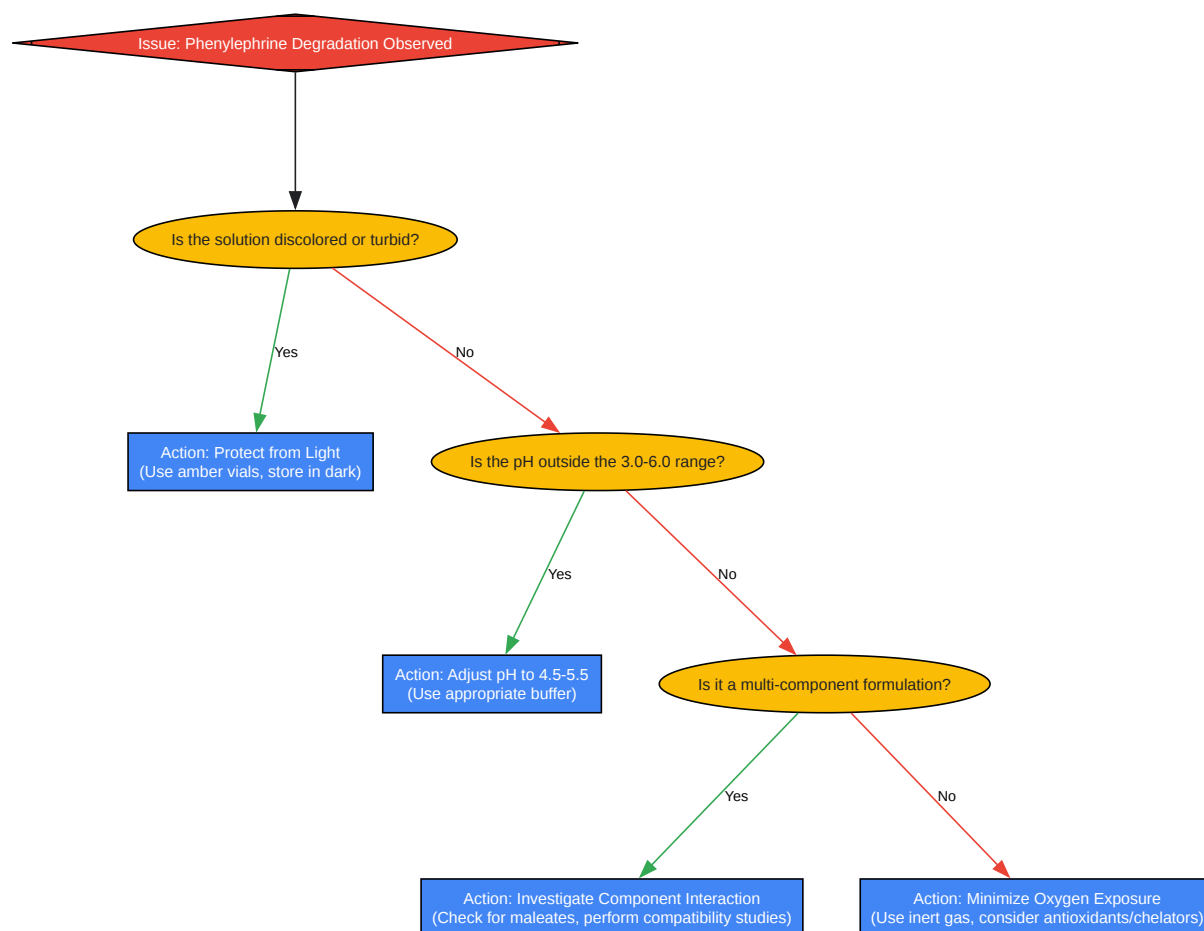 Issue: Phenylephrine Degradation Observed
Is the solution discolored or turbid?
Yes
No
Action: Protect from Light
(Use amber vials, store in dark)
Is the pH outside the 3.0-6.0 range?
Yes
No
Action: Adjust pH to 4.5-5.5
(Use appropriate buffer)
Is it a multi-component formulation?
Yes
No
Action: Investigate Component Interaction
(Check for maleates, perform compatibility studies)
Action: Minimize Oxygen Exposure
(Use inert gas, consider antioxidants/chelators)